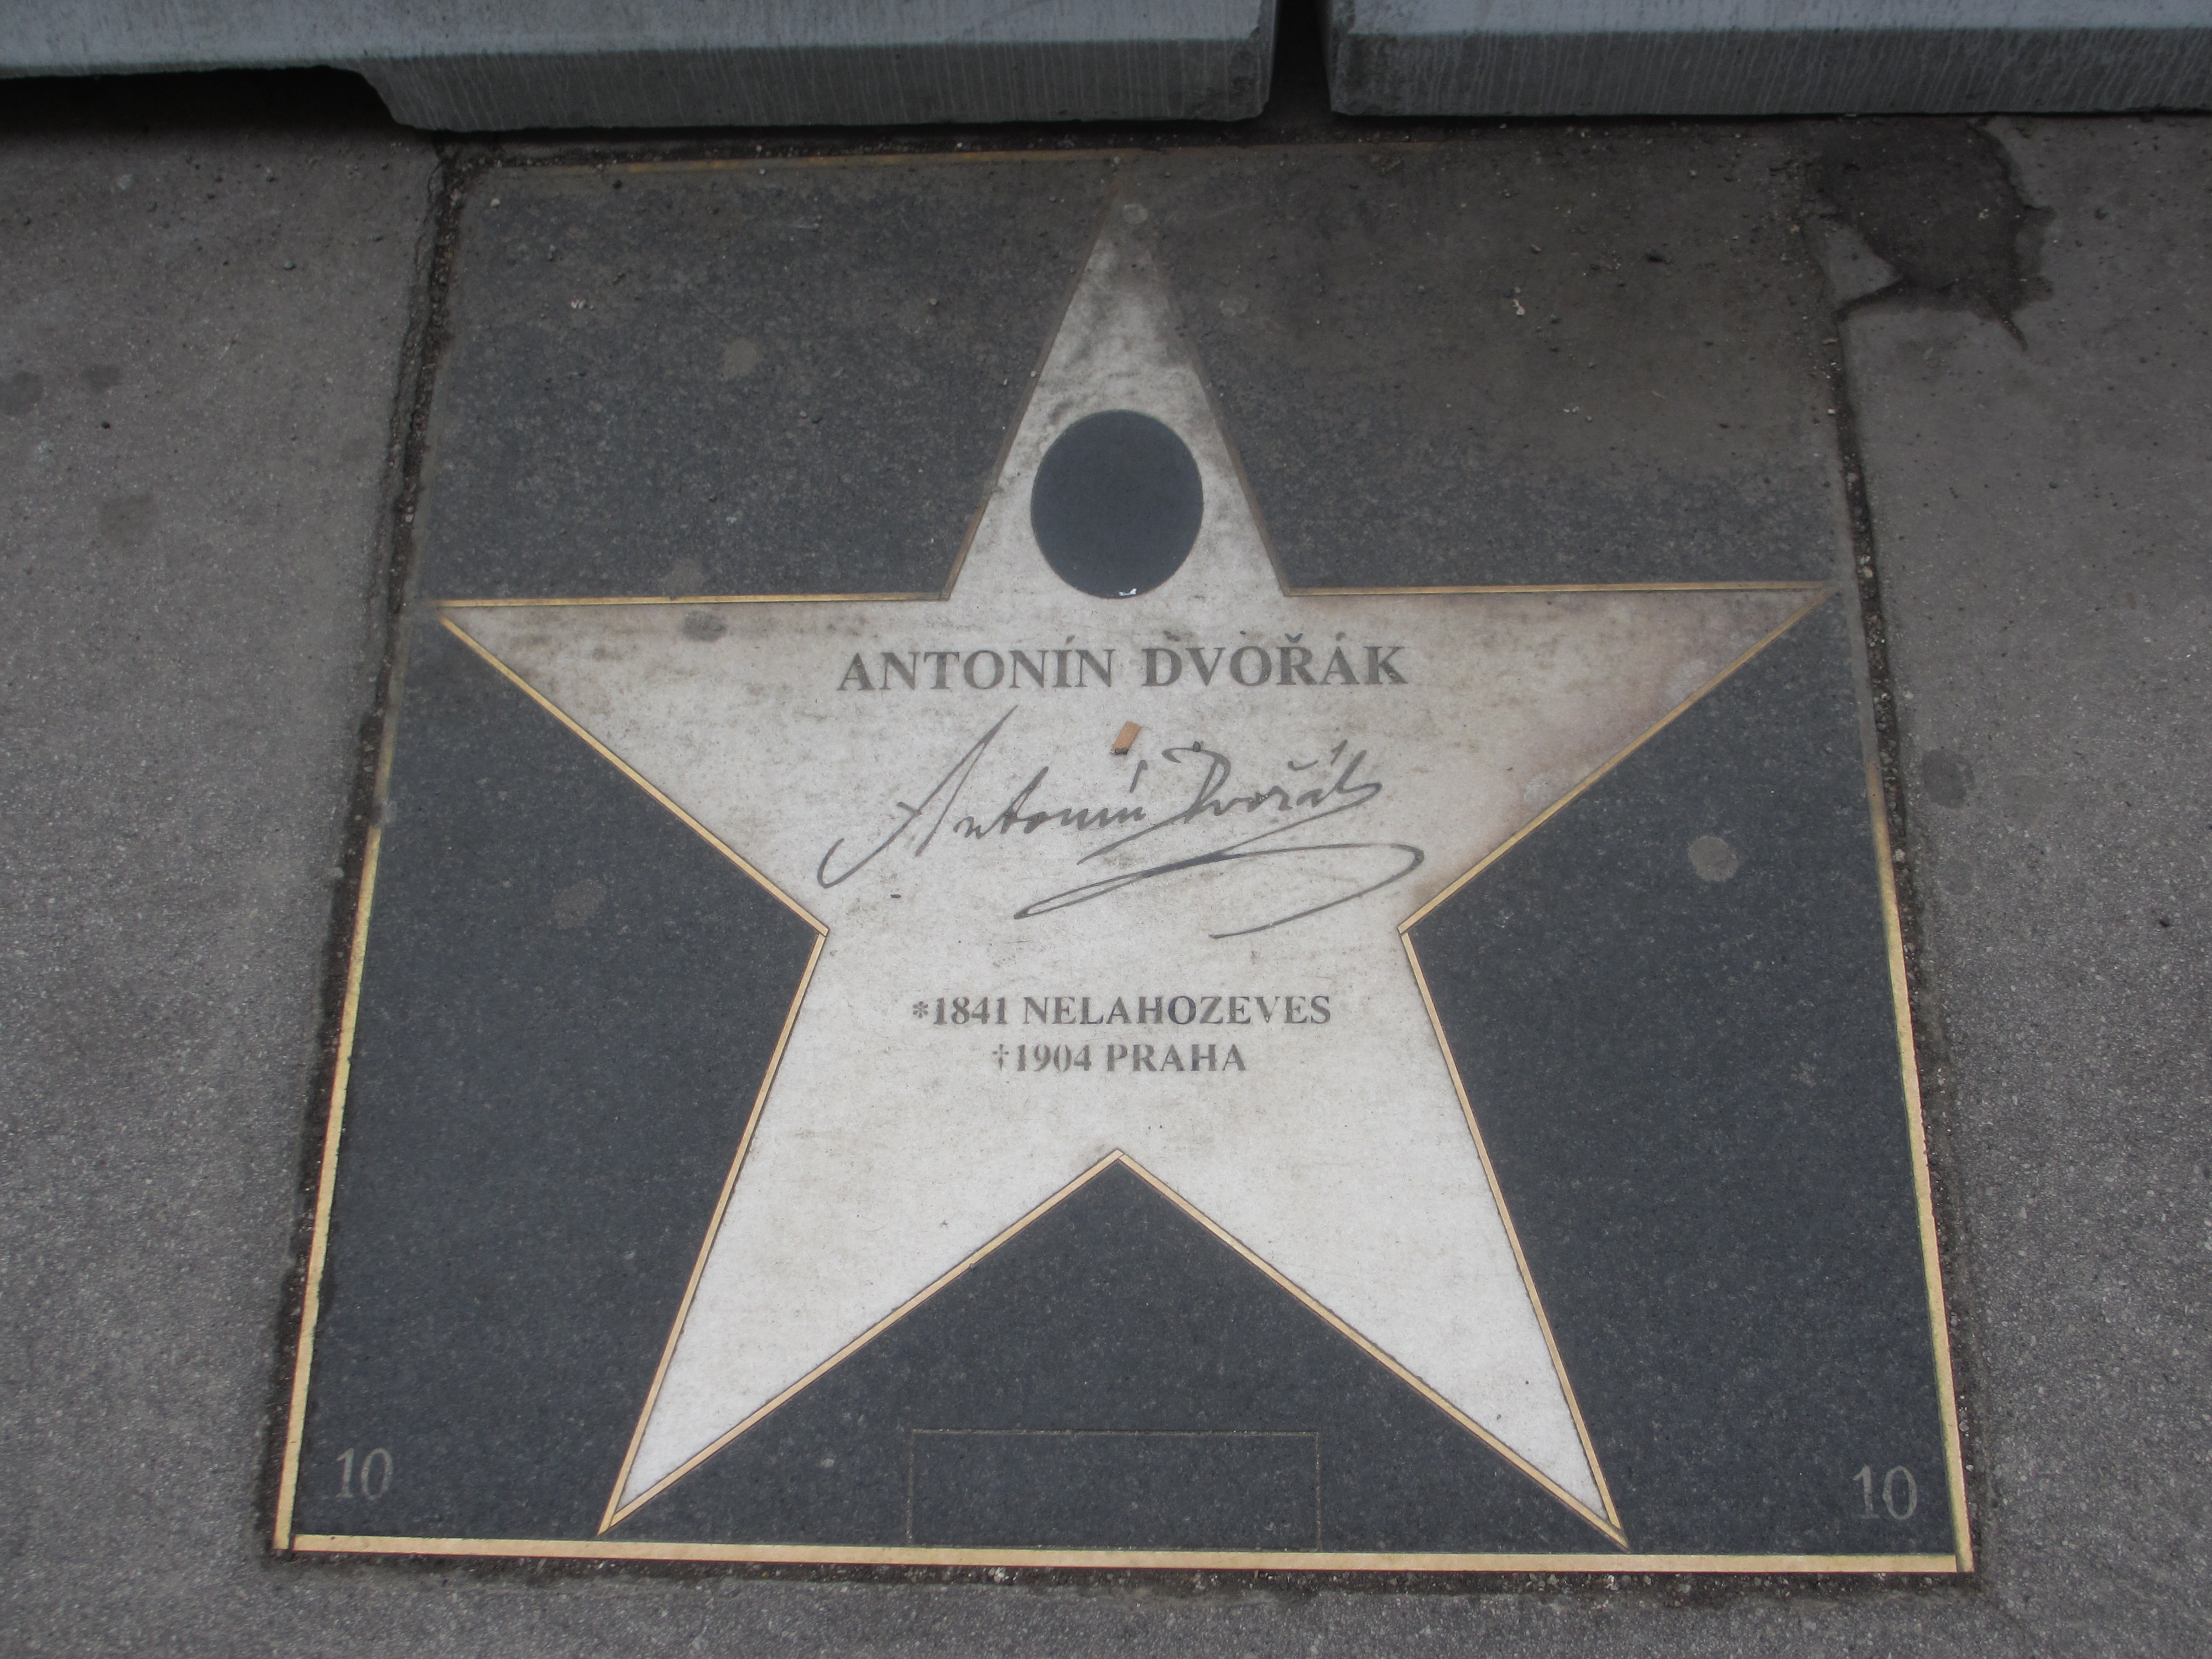 ANTONÍN DVOŘÁK
Antonín Dvořák
*1841 NELAHOZEVES
†1904 PRAHA
10 10